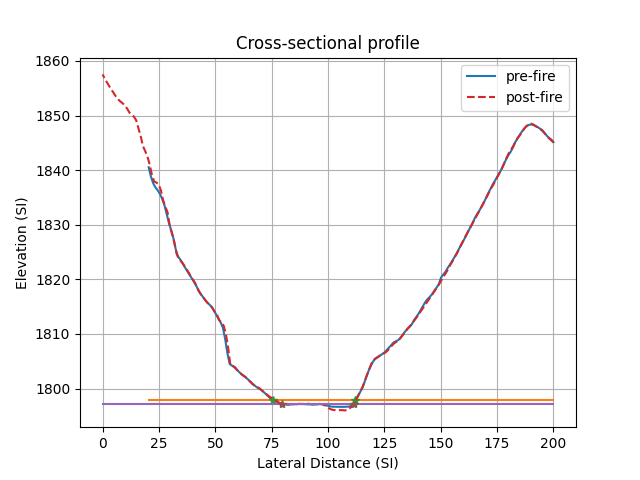 Cross-sectional profile
pre-fire
post-fire
Elevation (SI)
1860
1850
1840
1830
1820
1810
1800
0 25 50 75 100 125 150 175 200
Lateral Distance (SI)